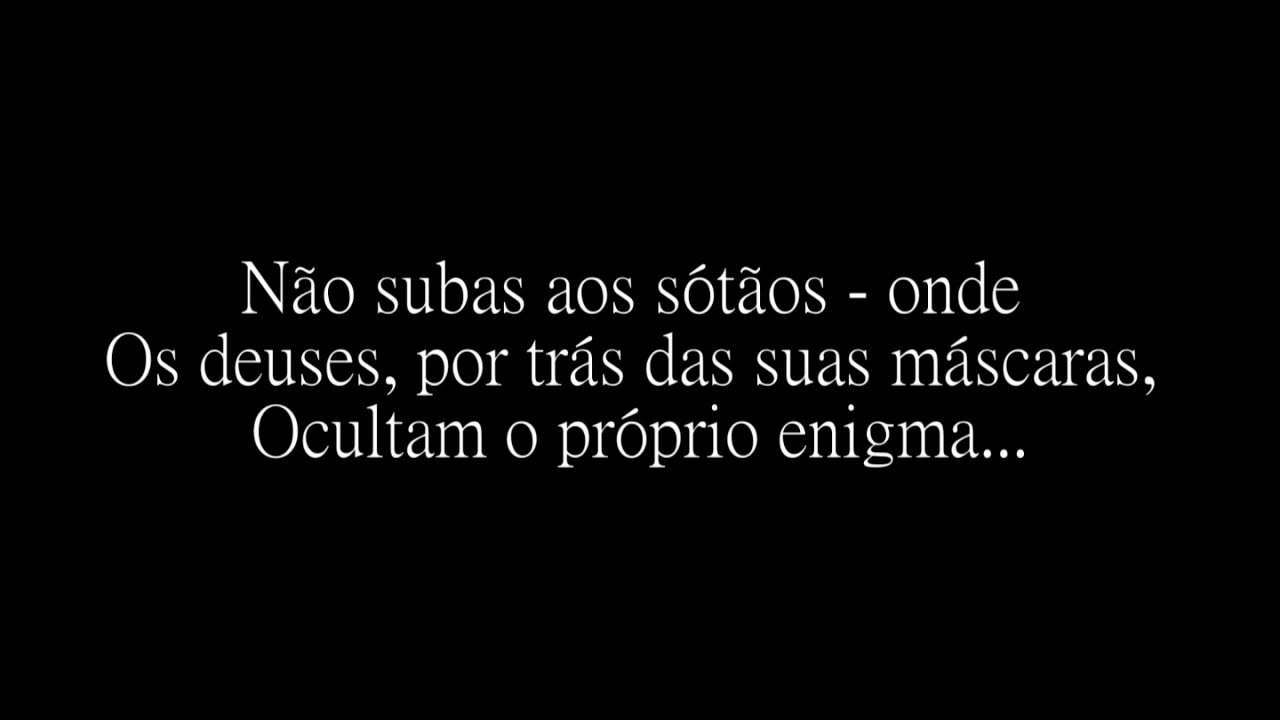 Não subas aos sótãos - onde
Os deuses, por trás das suas máscaras,
Ocultam o próprio enigma...